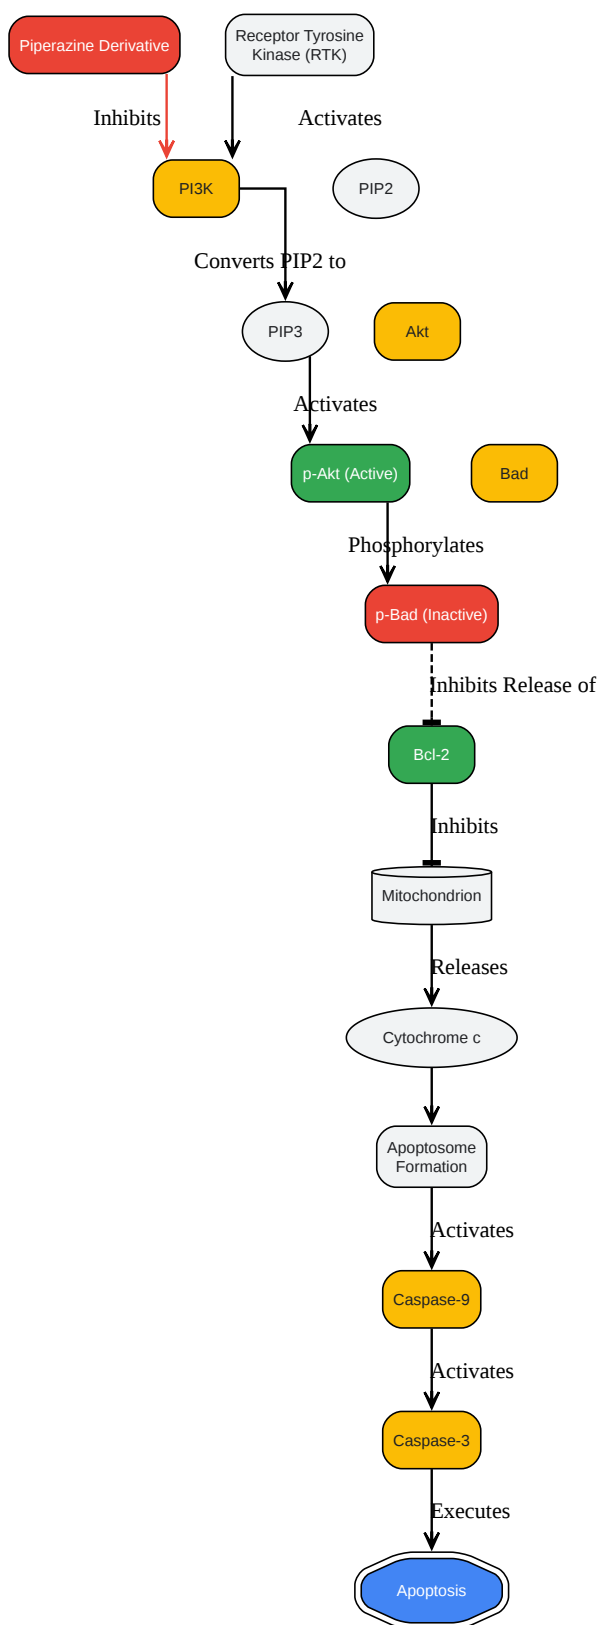 Piperazine Derivative
Receptor Tyrosine
Kinase (RTK)
Inhibits
Activates
PI3K
PIP2
Converts PIP2 to
PIP3
Akt
Activates
p-Akt (Active)
Bad
Phosphorylates
p-Bad (Inactive)
Inhibits Release of
Bcl-2
Inhibits
Mitochondrion
Releases
Cytochrome c
Apoptosome
Formation
Activates
Caspase-9
Activates
Caspase-3
Executes
Apoptosis